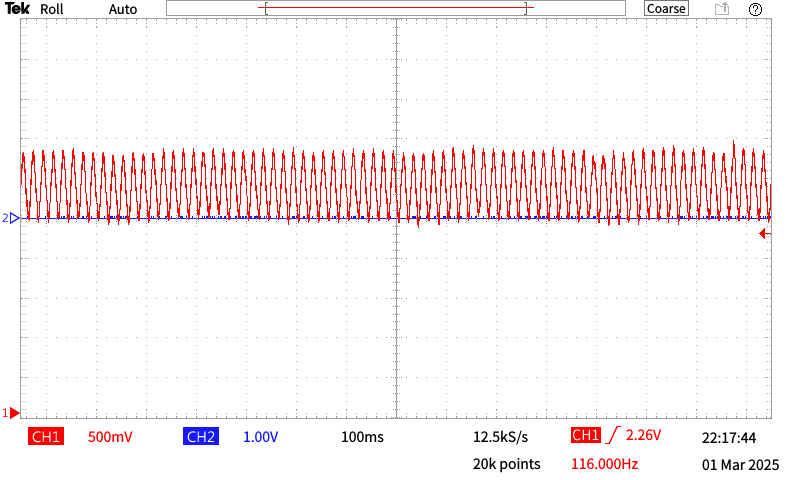 Tek Roll Auto Coarse ?
2
1
CH1 500mV CH2 1.00V 100ms 12.5kS/s CH1 2.26V 22:17:44
20k points 116.000Hz 01 Mar 2025